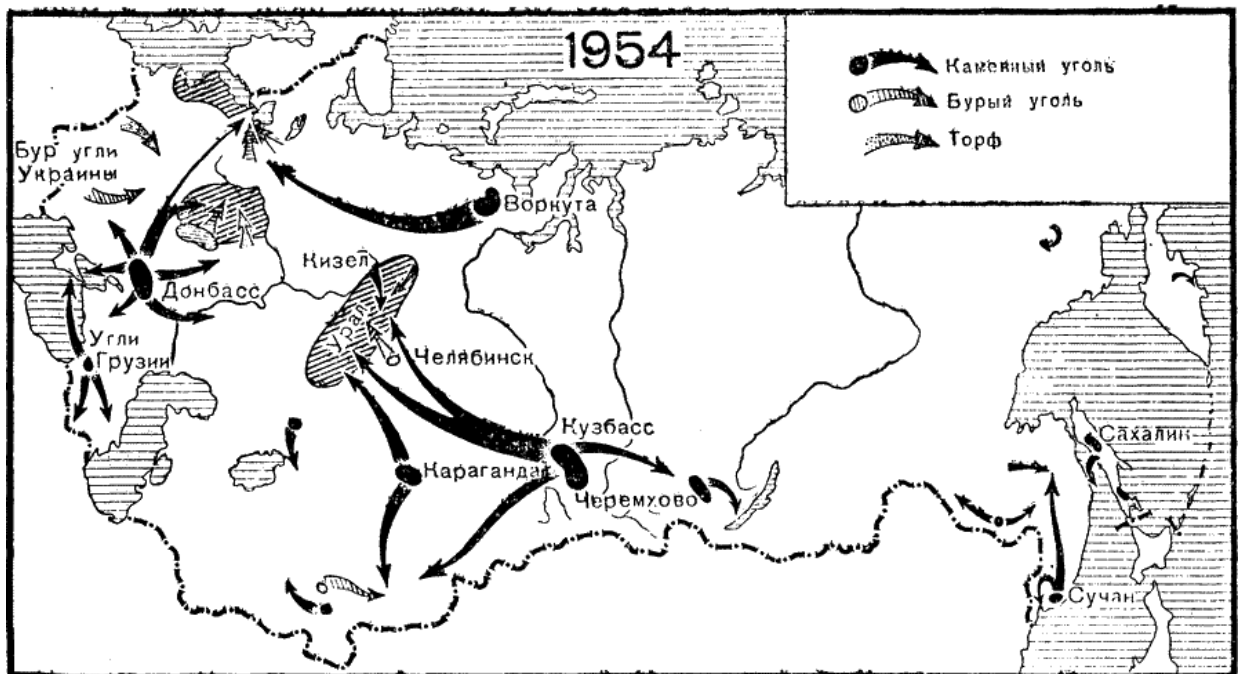 1954
Каменный уголь
Бурый уголь
Торф
Бур угли
Украины
Воркута
Кизел
Донбасс
Урал
Угли
Грузии
Челябинск
Кузбасс
Караганда
Черемхово
Сахалин
Сучан